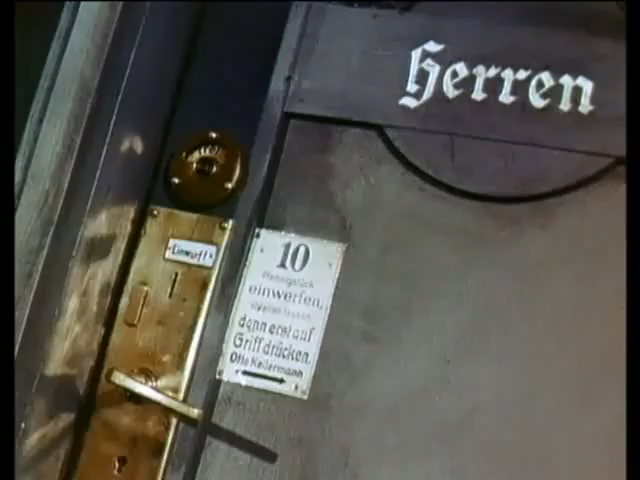 Herren
Einwurf
10
Pfennigstück
einwerfen,
dann erst auf
Griff drücken.
Otto Kellermann